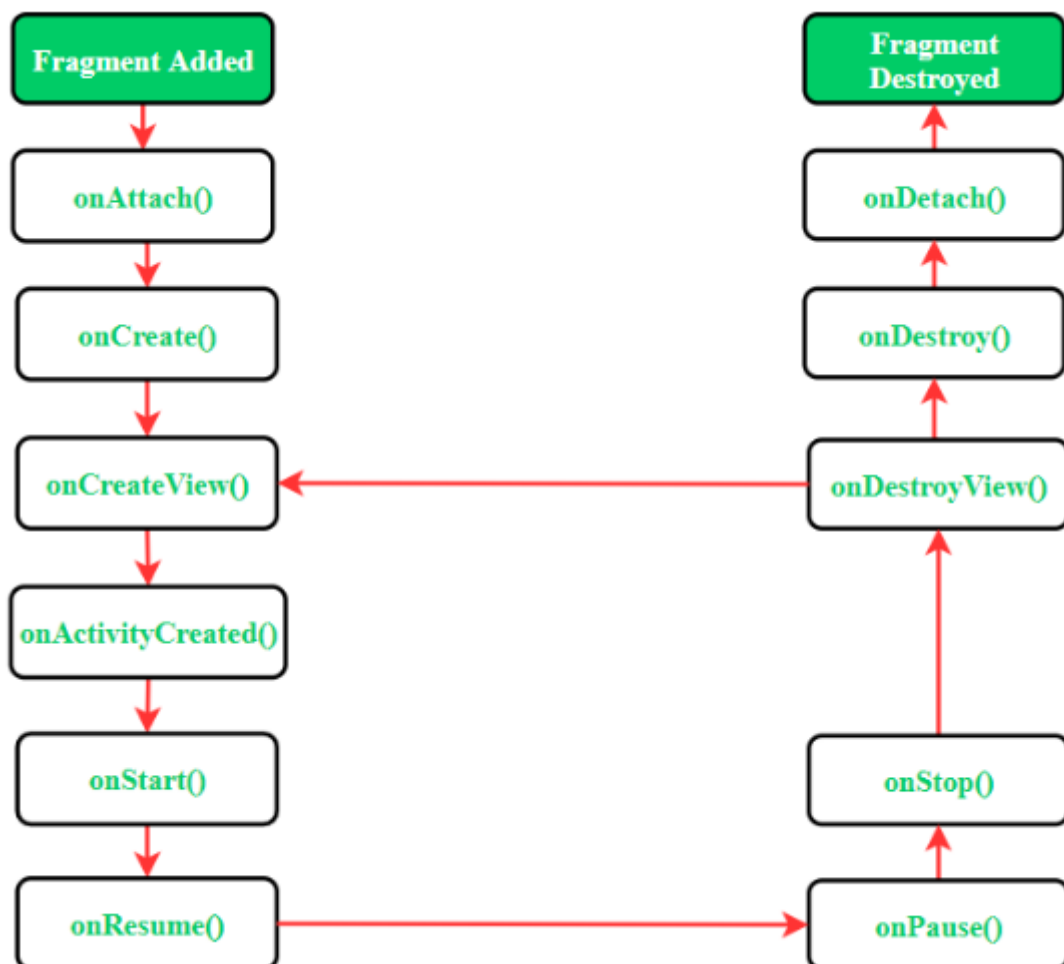 Fragment Added
onAttach()
onCreate()
onCreateView()
onActivityCreated()
onStart()
onResume()
Fragment
Destroyed
onDetach()
onDestroy()
onDestroyView()
onStop()
onPause()